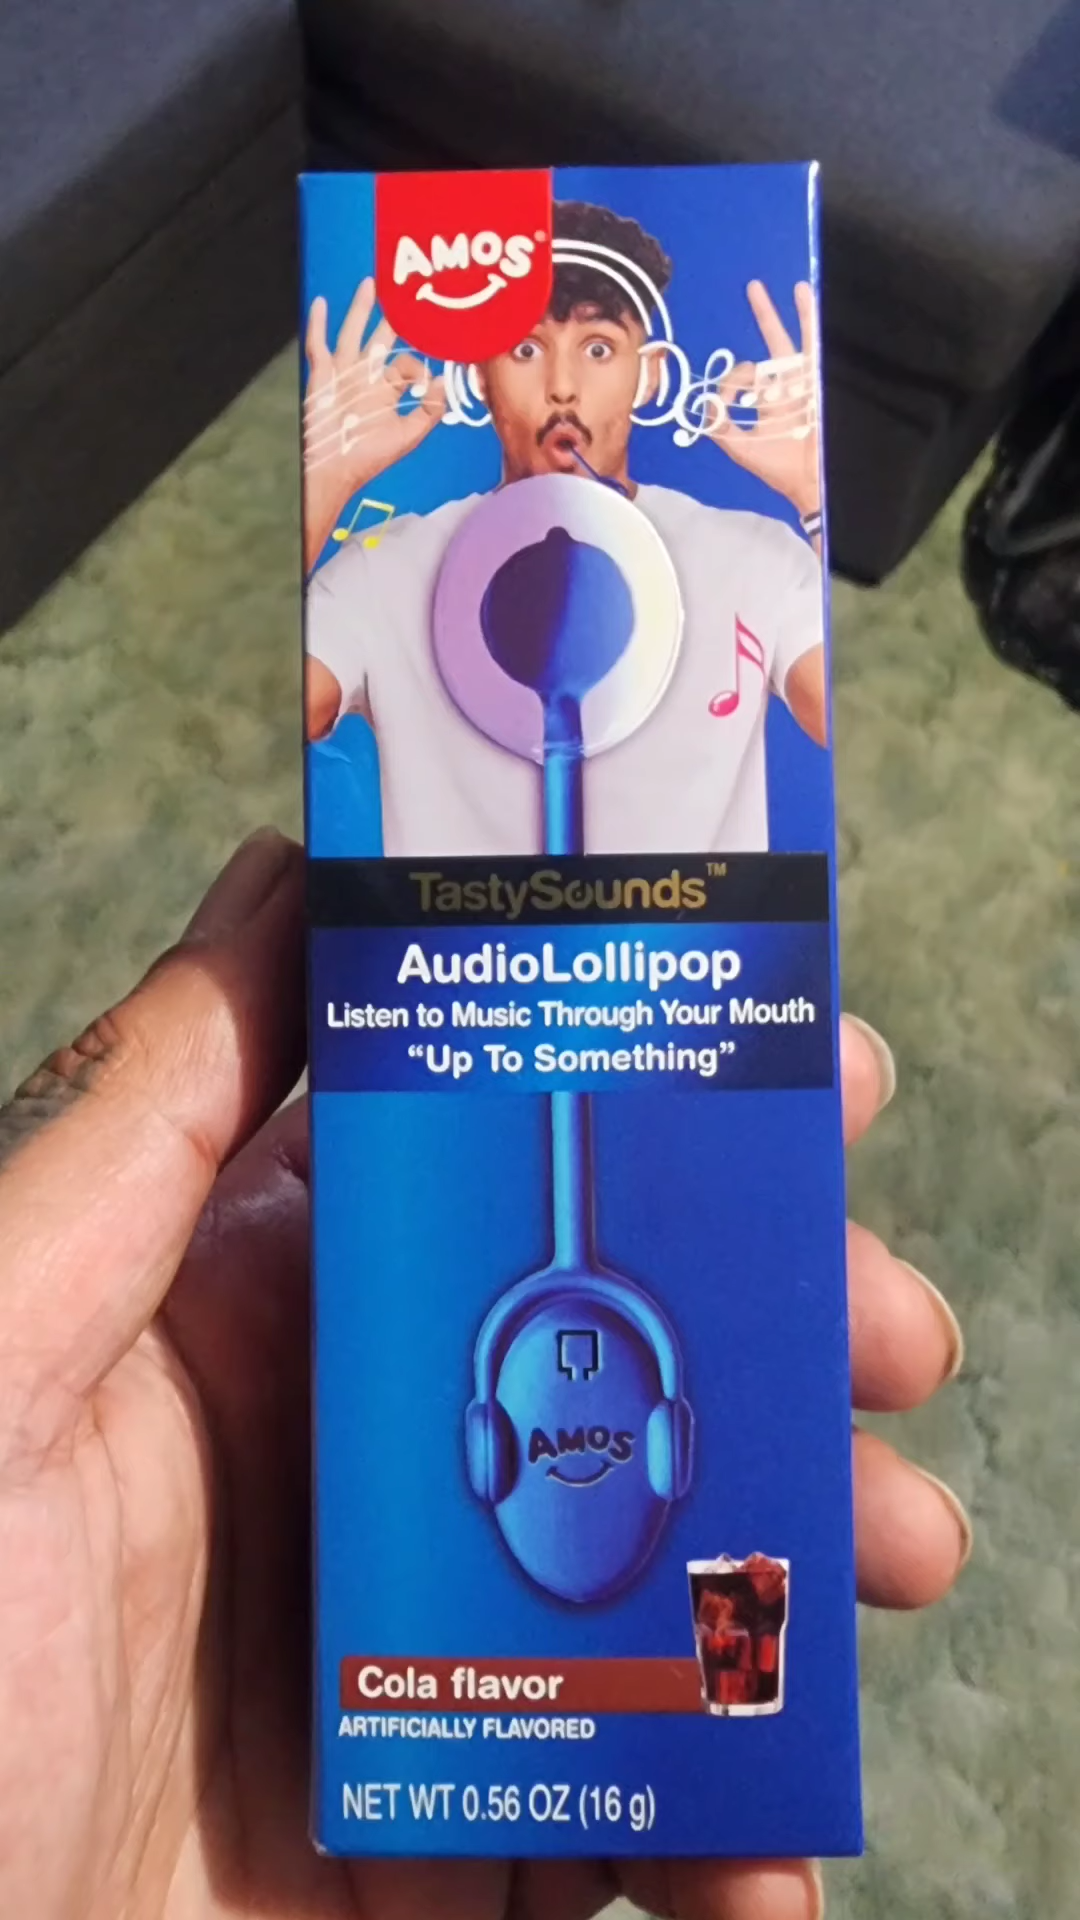 AMOS®
TastySounds™
AudioLollipop
Listen to Music Through Your Mouth
“Up To Something”
AMOS
Cola flavor
ARTIFICIALLY FLAVORED
NET WT 0.56 OZ (16 g)